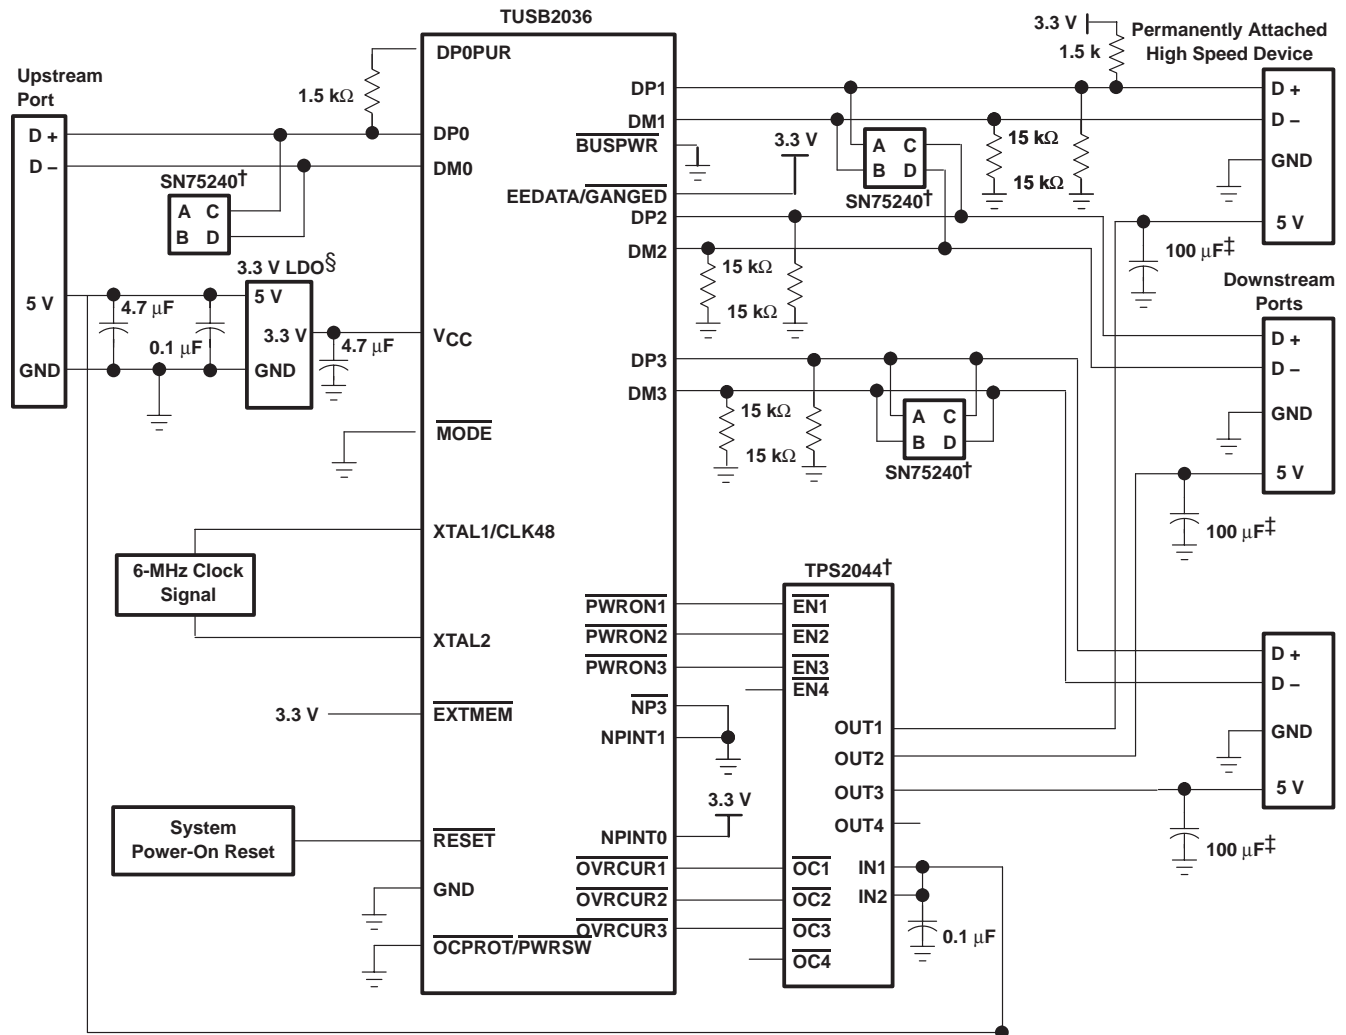 TUSB2036
Upstream
Port
D +
D –
5 V
GND
1.5 kΩ
SN75240†
A C
B D
3.3 V LDO§
5 V
3.3 V
GND
4.7 μF
0.1 μF
4.7 μF
6-MHz Clock
Signal
3.3 V
System
Power-On Reset
DP0PUR
DP0
DM0
VCC
MODE
XTAL1/CLK48
XTAL2
EXTMEM
RESET
GND
OCPROT/PWRSW
DP1
DM1
BUSPWR
EEDATA/GANGED
DP2
DM2
DP3
DM3
PWRON1
PWRON2
PWRON3
NP3
NPINT1
NPINT0
OVRCUR1
OVRCUR2
OVRCUR3
3.3 V
3.3 V
A C
B D
SN75240†
15 kΩ
15 kΩ
15 kΩ
15 kΩ
15 kΩ
15 kΩ
A C
B D
SN75240†
3.3 V
1.5 k
TPS2044†
EN1
EN2
EN3
EN4
OUT1
OUT2
OUT3
OUT4
OC1
OC2
OC3
OC4
IN1
IN2
0.1 μF
Permanently Attached
High Speed Device
D +
D –
GND
5 V
100 μF‡
Downstream
Ports
D +
D –
GND
5 V
100 μF‡
D +
D –
GND
5 V
100 μF‡